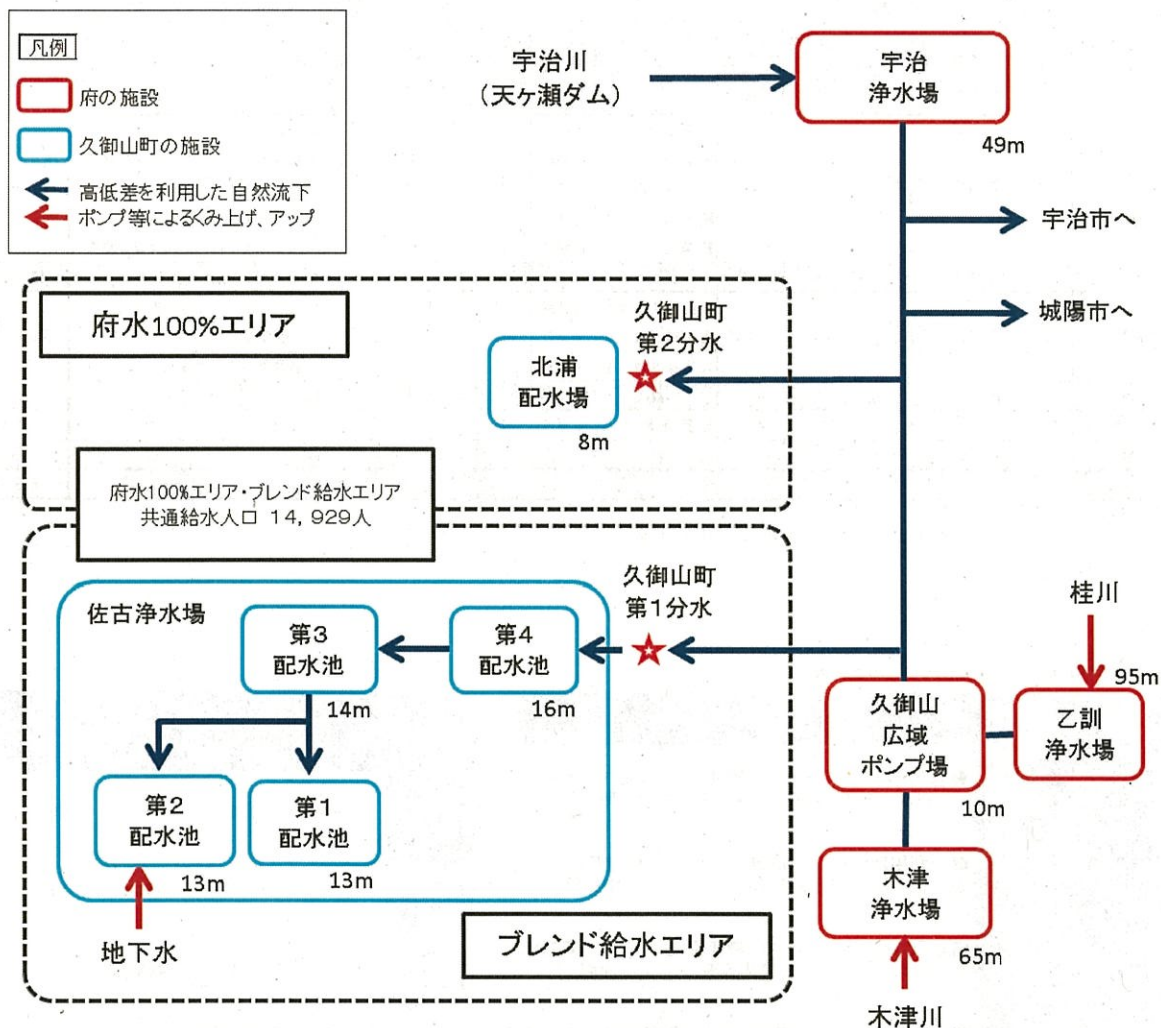 凡例
府の施設
久御山町の施設
高低差を利用した自然流下
ポンプ等によるくみ上げ、アップ
宇治川
（天ヶ瀬ダム）
宇治
浄水場
49m
宇治市へ
城陽市へ
府水100%エリア
久御山町
第2分水
北浦
配水場
8m
府水100%エリア・ブレンド給水エリア
共通給水人口 14，929人
久御山町
第1分水
佐古浄水場
第3
配水池
14m
第4
配水池
16m
第2
配水池
13m
第1
配水池
13m
地下水
ブレンド給水エリア
桂川
95m
乙訓
浄水場
久御山
広域
ポンプ場
10m
木津
浄水場
65m
木津川